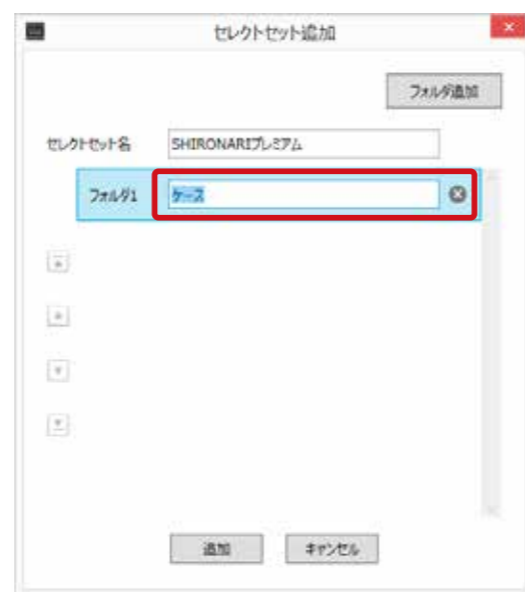 セレクトセット追加
フォルダ追加
セレクトセット名 SHIRONARIプレミアム
フォルダ1 ケース
追加 キャンセル